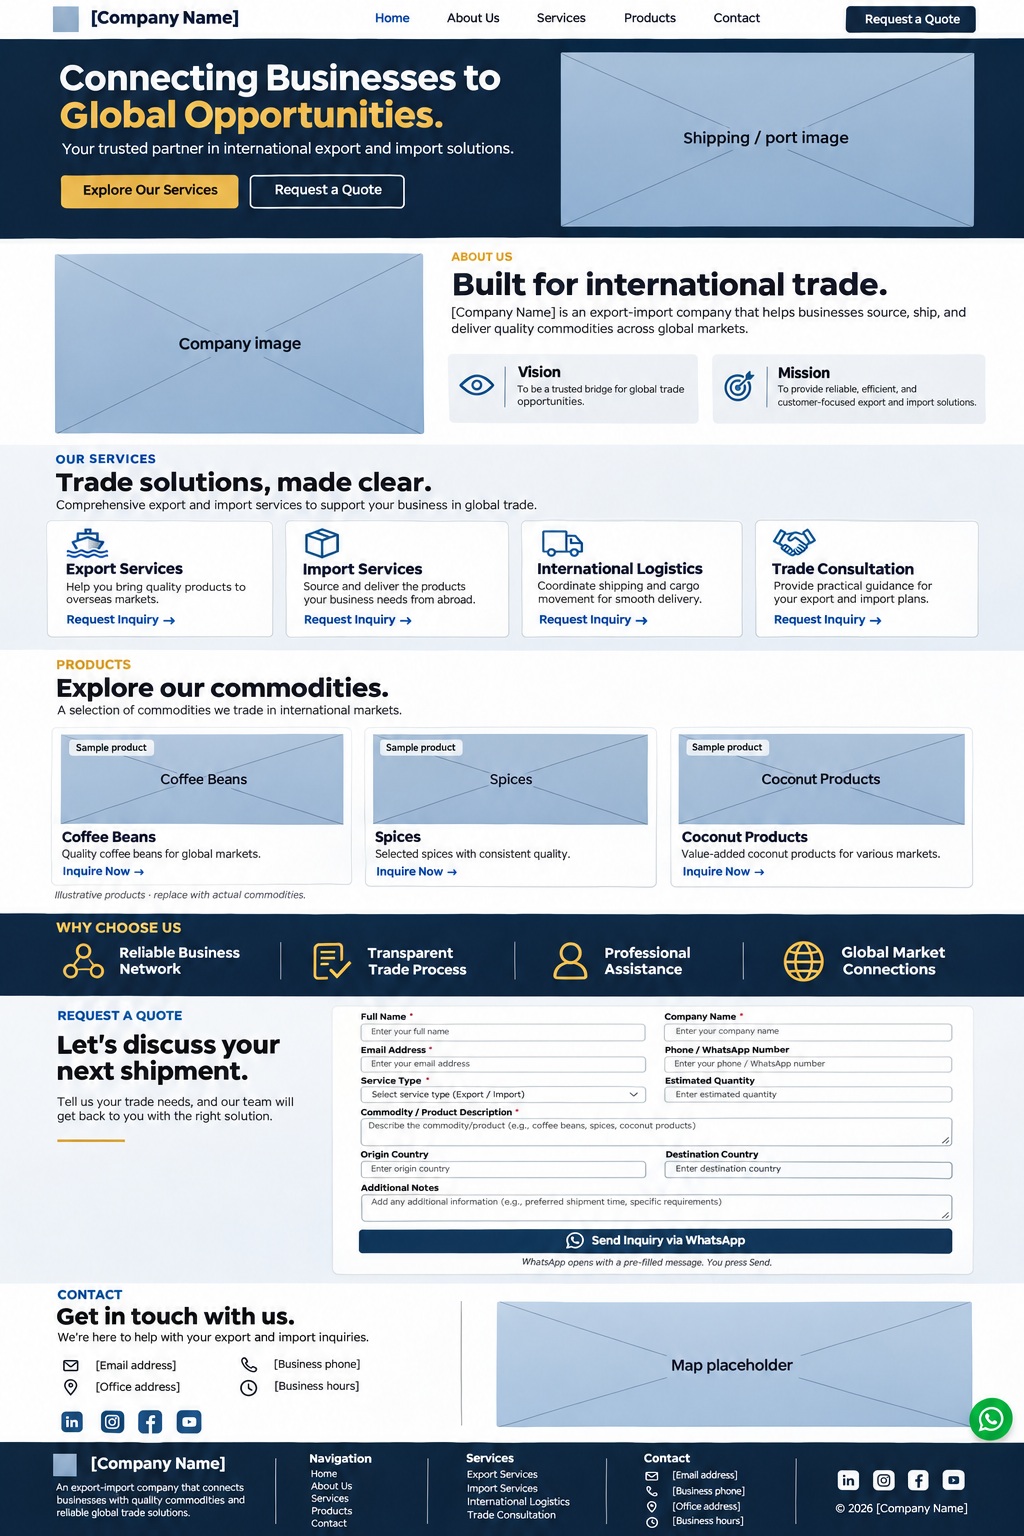 [Company Name]
Home
About Us
Services
Products
Contact
Request a Quote
Connecting Businesses to
Global Opportunities.
Your trusted partner in international export and import solutions.
Explore Our Services
Request a Quote
Shipping / port image
Company image
ABOUT US
Built for international trade.
[Company Name] is an export-import company that helps businesses source, ship, and
deliver quality commodities across global markets.
Vision
To be a trusted bridge for global trade
opportunities.
Mission
To provide reliable, efficient, and
customer-focused export and import solutions.
OUR SERVICES
Trade solutions, made clear.
Comprehensive export and import services to support your business in global trade.
Export Services
Help you bring quality products to
overseas markets.
Request Inquiry →
Import Services
Source and deliver the products
your business needs from abroad.
Request Inquiry →
International Logistics
Coordinate shipping and cargo
movement for smooth delivery.
Request Inquiry →
Trade Consultation
Provide practical guidance for
your export and import plans.
Request Inquiry →
PRODUCTS
Explore our commodities.
A selection of commodities we trade in international markets.
Sample product
Coffee Beans
Coffee Beans
Quality coffee beans for global markets.
Inquire Now →
Sample product
Spices
Spices
Selected spices with consistent quality.
Inquire Now →
Sample product
Coconut Products
Coconut Products
Value-added coconut products for various markets.
Inquire Now →
Illustrative products · replace with actual commodities.
WHY CHOOSE US
Reliable Business
Network
Transparent
Trade Process
Professional
Assistance
Global Market
Connections
REQUEST A QUOTE
Let's discuss your
next shipment.
Tell us your trade needs, and our team will
get back to you with the right solution.
Full Name *
Enter your full name
Company Name *
Enter your company name
Email Address *
Enter your email address
Phone / WhatsApp Number
Enter your phone / WhatsApp number
Service Type *
Select service type (Export / Import)
Estimated Quantity
Enter estimated quantity
Commodity / Product Description *
Describe the commodity/product (e.g., coffee beans, spices, coconut products)
Origin Country
Enter origin country
Destination Country
Enter destination country
Additional Notes
Add any additional information (e.g., preferred shipment time, specific requirements)
Send Inquiry via WhatsApp
WhatsApp opens with a pre-filled message. You press Send.
CONTACT
Get in touch with us.
We're here to help with your export and import inquiries.
[Email address]
[Business phone]
[Office address]
[Business hours]
in
f
Map placeholder
[Company Name]
An export-import company that connects
businesses with quality commodities and
reliable global trade solutions.
Navigation
Home
About Us
Services
Products
Contact
Services
Export Services
Import Services
International Logistics
Trade Consultation
Contact
[Email address]
[Business phone]
[Office address]
[Business hours]
in
f
© 2026 [Company Name]